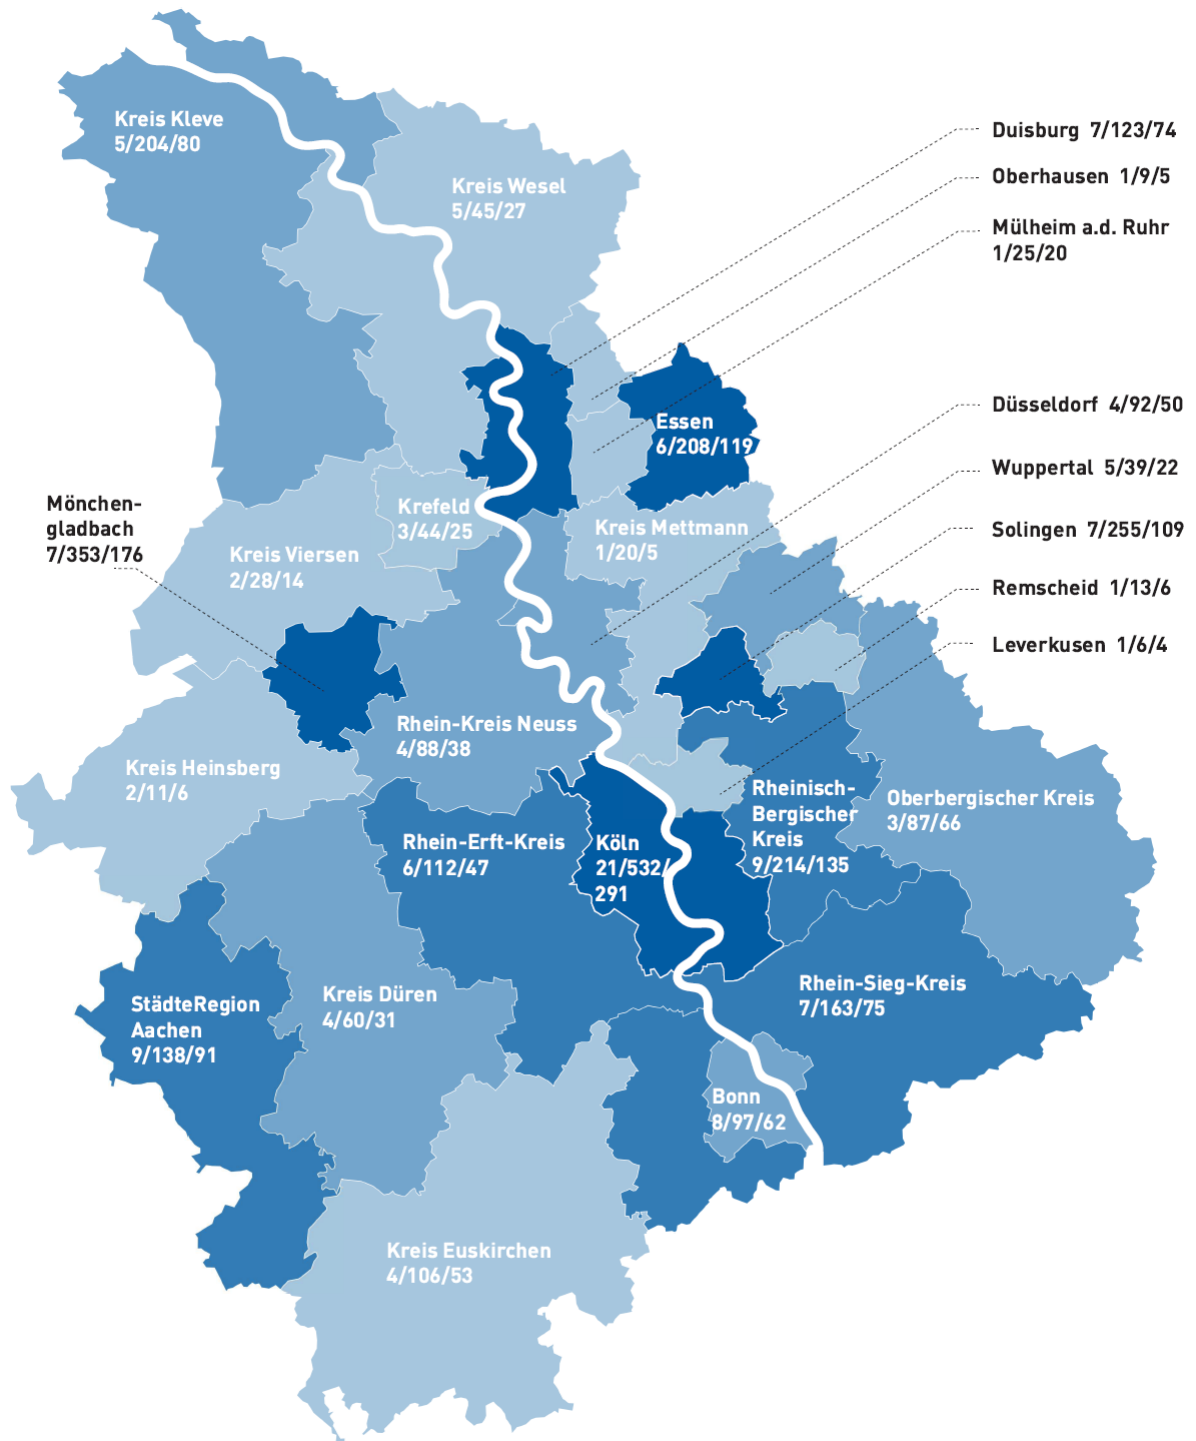 Kreis Kleve
5/204/80
Kreis Wesel
5/45/27
Duisburg 7/123/74
Oberhausen 1/9/5
Mülheim a.d. Ruhr
1/25/20
Essen
6/208/119
Düsseldorf 4/92/50
Wuppertal 5/39/22
Solingen 7/255/109
Remscheid 1/13/6
Leverkusen 1/6/4
Mönchen-
gladbach
7/353/176
Krefeld
3/44/25
Kreis Mettmann
1/20/5
Kreis Viersen
2/28/14
Rhein-Kreis Neuss
4/88/38
Kreis Heinsberg
2/11/6
Rheinisch-
Bergischer
Kreis
9/214/135
Oberbergischer Kreis
3/87/66
Rhein-Erft-Kreis
6/112/47
Köln
21/532/
291
StädteRegion
Aachen
9/138/91
Kreis Düren
4/60/31
Rhein-Sieg-Kreis
7/163/75
Bonn
8/97/62
Kreis Euskirchen
4/106/53